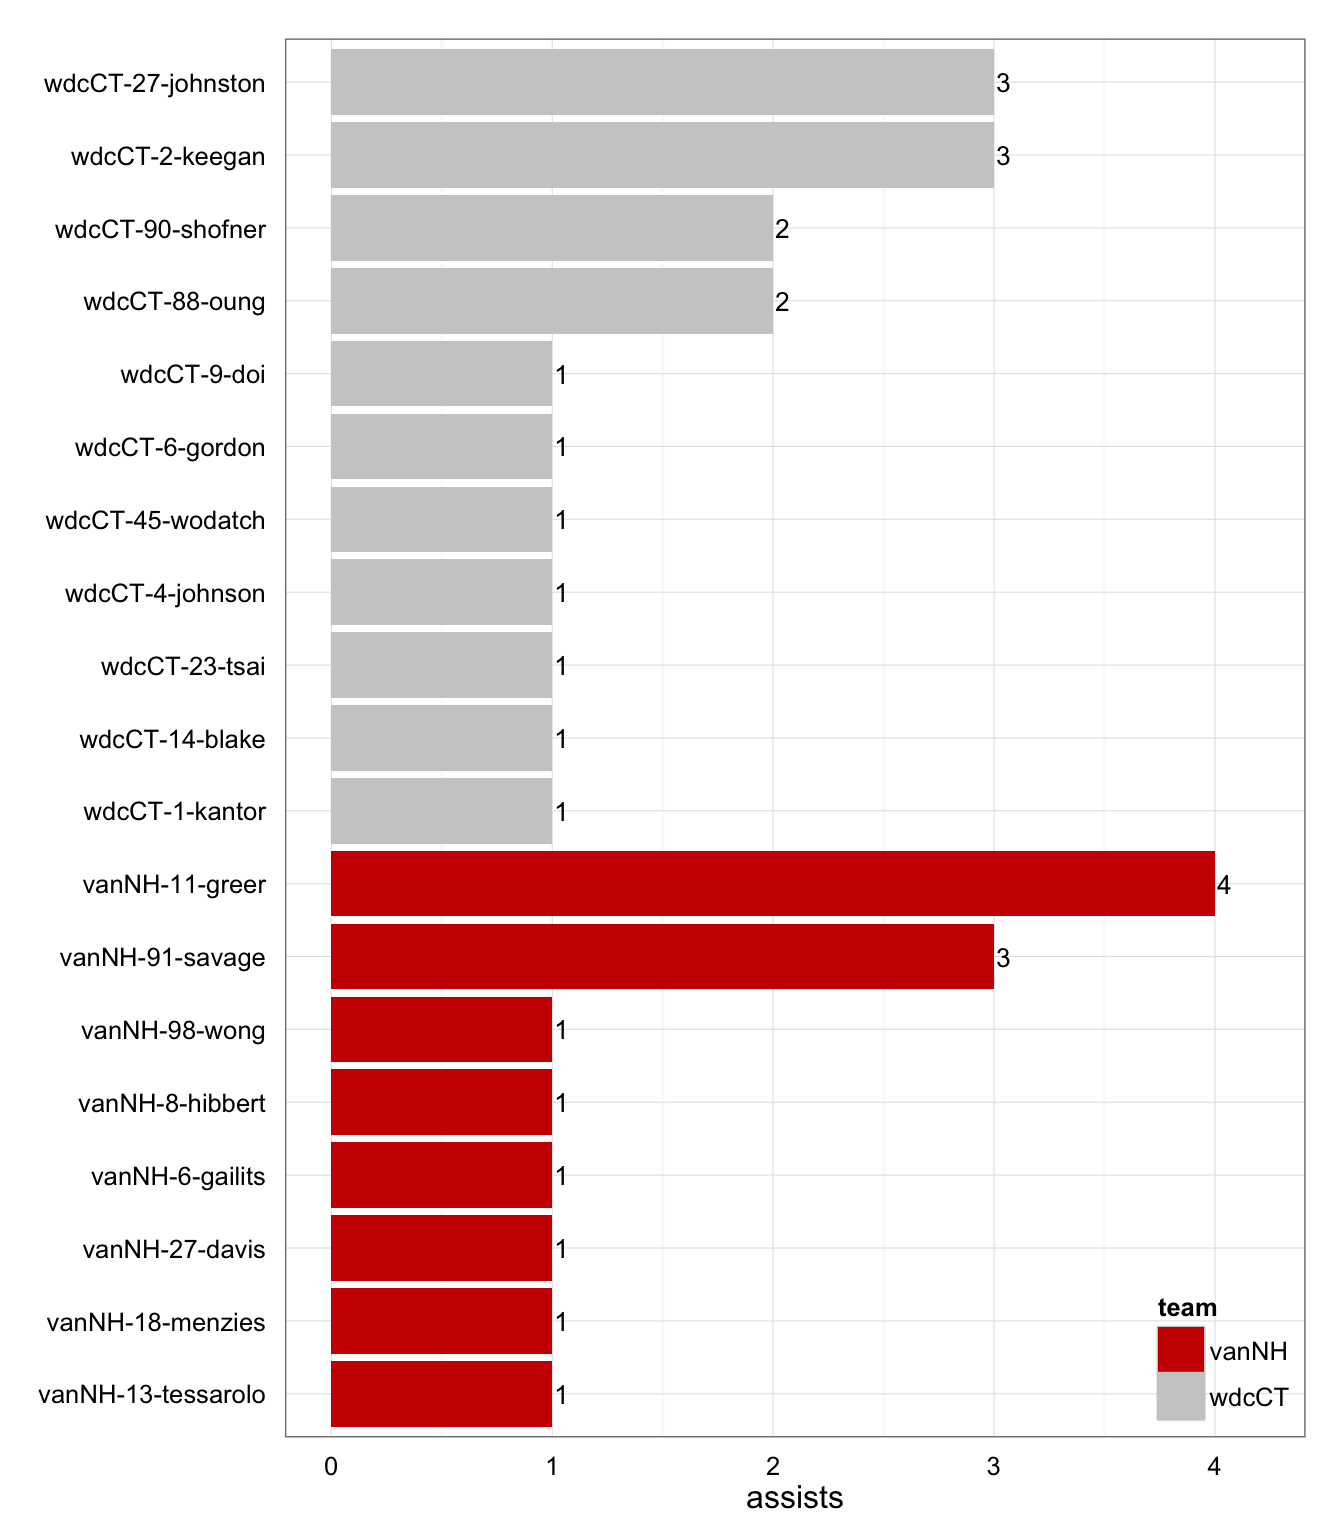 wdcCT-27-johnston 3
wdcCT-2-keegan 3
wdcCT-90-shofner 2
wdcCT-88-oung 2
wdcCT-9-doi 1
wdcCT-6-gordon 1
wdcCT-45-wodatch 1
wdcCT-4-johnson 1
wdcCT-23-tsai 1
wdcCT-14-blake 1
wdcCT-1-kantor 1
vanNH-11-greer 4
vanNH-91-savage 3
vanNH-98-wong 1
vanNH-8-hibbert 1
vanNH-6-gailits 1
vanNH-27-davis 1
vanNH-18-menzies 1
vanNH-13-tessarolo 1
team
vanNH
wdcCT
0 1 2 3 4
assists